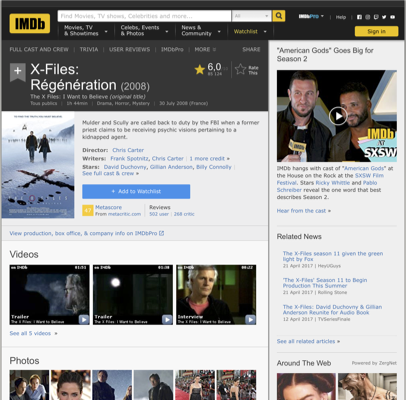 IMDb
Find Movies, TV shows, Celebrities and more...
All
IMDbPro
Help
Movies, TV
& Showtimes
Celebs, Events
& Photos
News &
Community
Watchlist
Sign in
FULL CAST AND CREW
TRIVIA
USER REVIEWS
IMDbPro
MORE
SHARE
X-Files:
Régénération (2008)
The X Files: I Want to Believe (original title)
Tous publics | 1h 44min | Drama, Horror, Mystery | 30 July 2008 (France)
6,0
Rate
This
Mulder and Scully are called back to duty by the FBI when a former
priest claims to be receiving psychic visions pertaining to a
kidnapped agent.
Director: Chris Carter
Writers: Frank Spotnitz, Chris Carter | 1 more credit »
Stars: David Duchovny, Gillian Anderson, Billy Connolly |
See full cast & crew »
+ Add to Watchlist
47
Metascore
From metacritic.com
Reviews
502 user | 268 critic
View production, box office, & company info on IMDbPro
Videos
on IMDb
01:51
Trailer
The X Files: I Want to Believe
on IMDb
Trailer
The X Files: I Want to Believe
on IMDb
Interview
The X Files: I Want to Believe
See all 5 videos »
Photos
"American Gods" Goes Big for
Season 2
IMDb
AT
SXSW
IMDb hangs with cast of "American Gods" at
the House on the Rock at the SXSW Film
Festival. Stars Ricky Whittle and Pablo
Schreiber reveal the one word that best
describes Season 2.
Hear from the cast »
Related News
The X-Files season 11 given the green
light by Fox
21 April 2017 | HeyUGuys
'The X-Files' Season 11 to Begin
Production This Summer
21 April 2017 | Rolling Stone
The X-Files: David Duchovny & Gillian
Anderson Reunite for Audio Book
12 April 2017 | TVSeriesFinale
See all related articles »
Around The Web
Powered by ZergNet